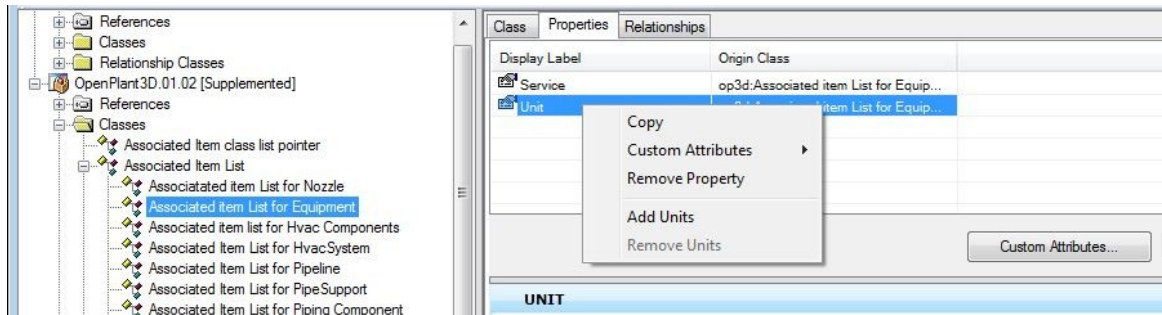 References
Classes
Relationship Classes
OpenPlant3D.01.02 [Supplemented]
References
Classes
Associated Item class list pointer
Associated Item List
Associatated item List for Nozzle
Associated item List for Equipment
Associated item list for Hvac Components
Associated Item List for HvacSystem
Associated Item List for Pipeline
Associated Item List for PipeSupport
Associated Item List for Piping Component
Class Properties Relationships
Display Label Origin Class
Service op3d:Associated item List for Equip...
Unit item List for Equip...
Copy
Custom Attributes
Remove Property
Add Units
Remove Units
Custom Attributes...
UNIT